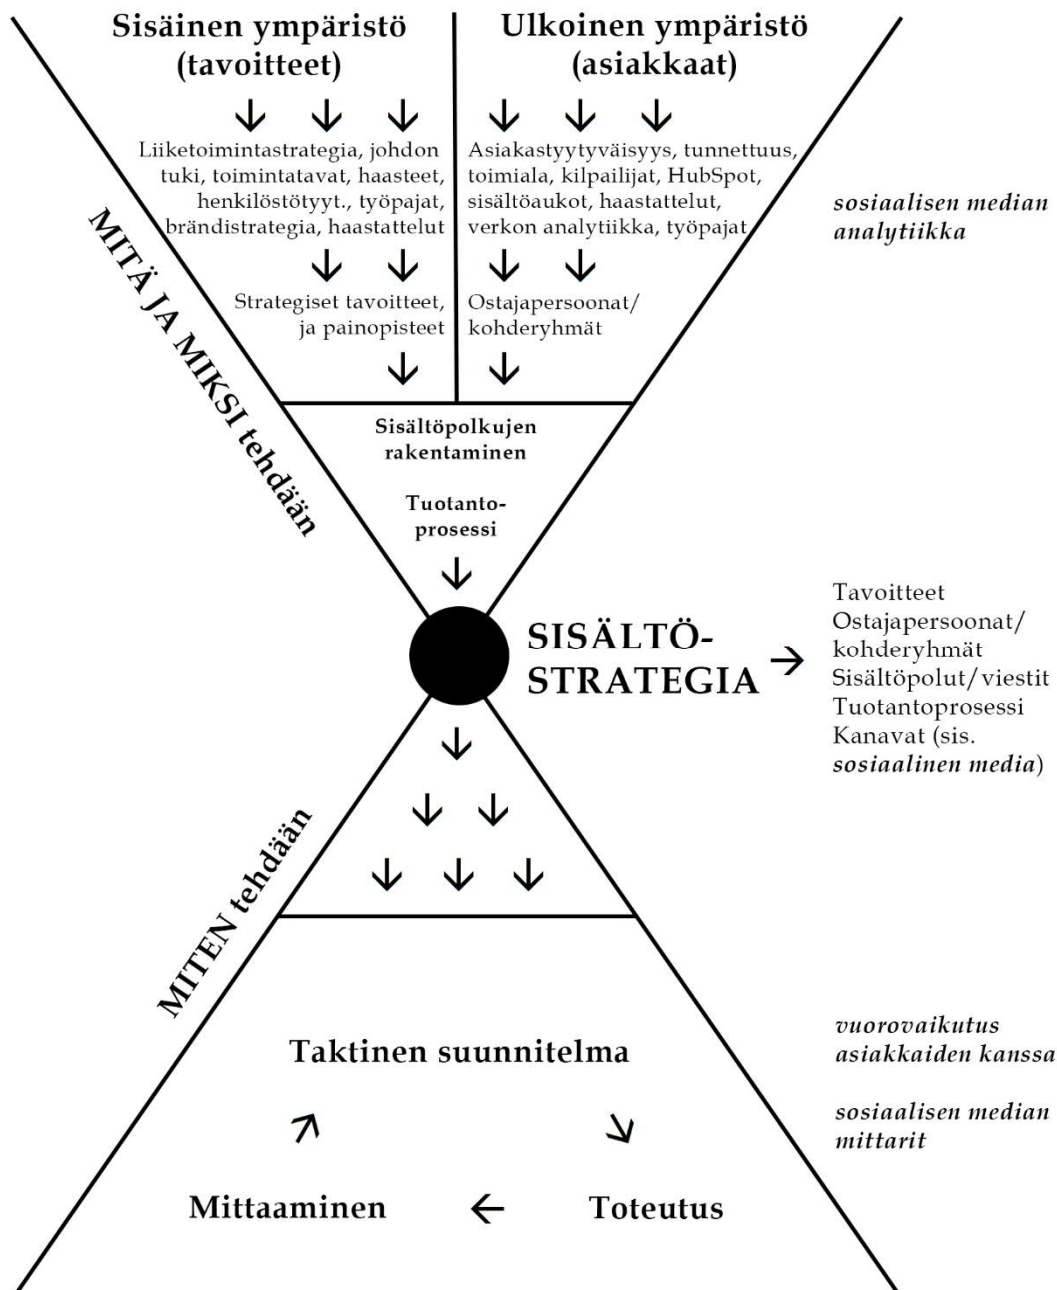 Sisäinen ympäristö
(tavoitteet)
Ulkoinen ympäristö
(asiakkaat)
Liiketoimintastrategia, johdon
tuki, toimintatavat, haasteet,
henkilöstötyyt., työpajat,
brändistrategia, haastattelut
Asiakastyytyväisyys, tunnettuus,
toimiala, kilpailijat, HubSpot,
sisältöaukot, haastattelut,
verkon analytiikka, työpajat
sosiaalisen median
analytiikka
MITÄ JA MIKSI tehdään
Strategiset tavoitteet,
ja painopisteet
Ostajapersoonat/
kohderyhmät
Sisältöpolkujen
rakentaminen
Tuotanto-
prosessi
SISÄLTÖ-
STRATEGIA
Tavoitteet
Ostajapersoonat/
kohderyhmät
Sisältöpolut/viestit
Tuotantoprosessi
Kanavat (sis.
sosiaalinen media)
MITEN tehdään
Taktinen suunnitelma
Mittaaminen
Toteutus
vuorovaikutus
asiakkaiden kanssa
sosiaalisen median
mittarit